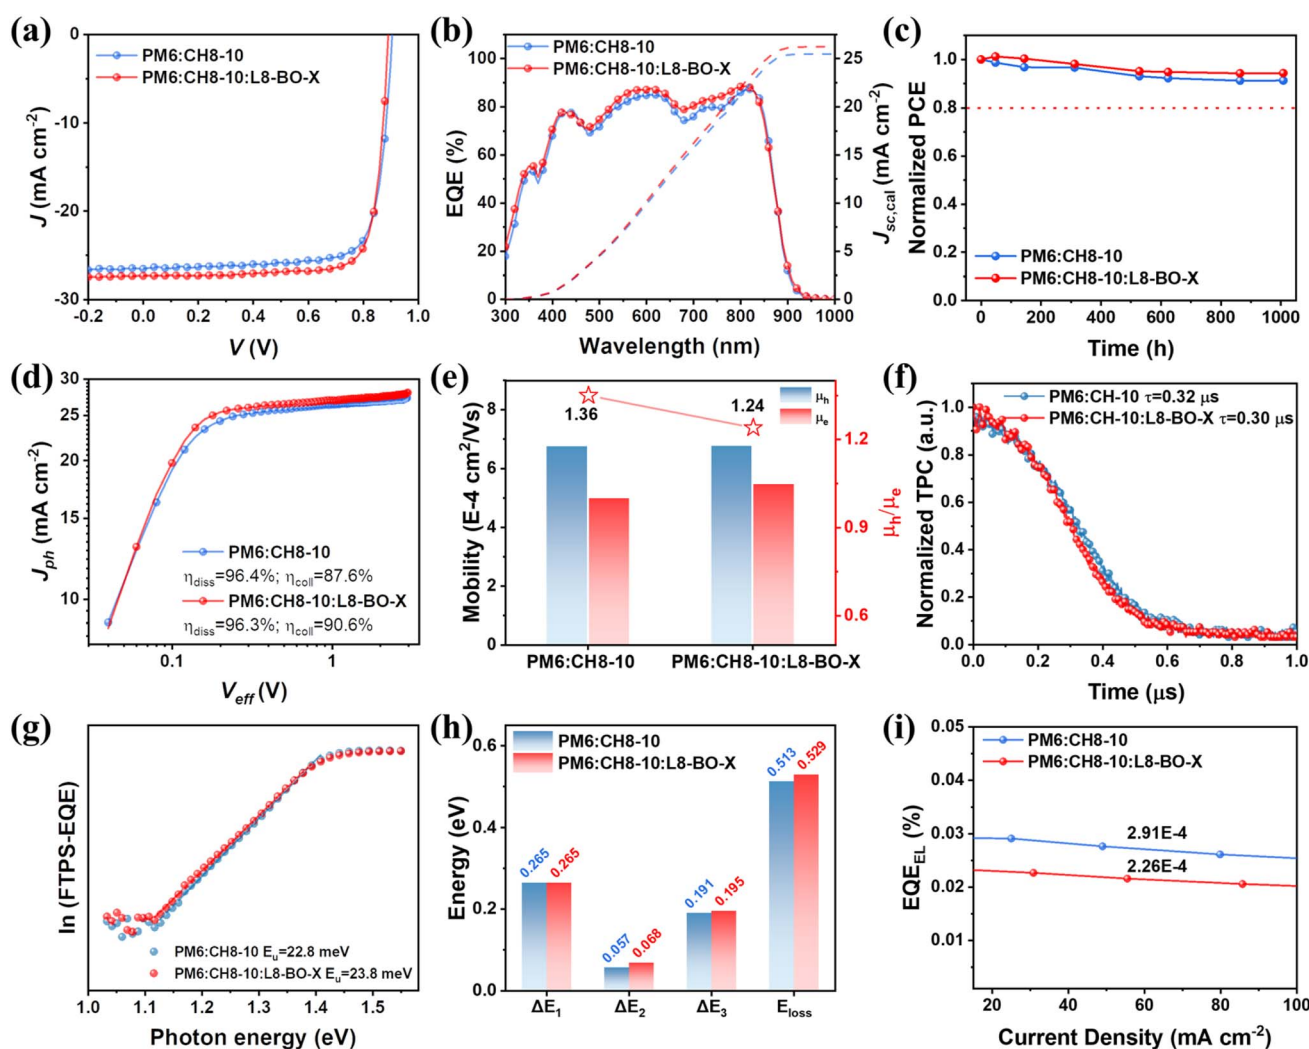 (a)
PM6:CH8-10
PM6:CH8-10:L8-BO-X
0
-10
-20
-30
J (mA cm⁻²)
-0.2 0.0 0.2 0.4 0.6 0.8 1.0
V (V)
(b)
PM6:CH8-10
PM6:CH8-10:L8-BO-X
100
80
60
40
20
0
EQE (%)
25
20
15
10
5
0
Jsc,cal (mA cm⁻²)
300 400 500 600 700 800 900 1000
Wavelength (nm)
(c)
1.0
0.8
0.6
0.4
0.2
0.0
Normalized PCE
PM6:CH8-10
PM6:CH8-10:L8-BO-X
0 200 400 600 800 1000
Time (h)
(d)
30
25
20
15
10
Jph (mA cm⁻²)
PM6:CH8-10
ηdiss=96.4%; ηcoll=87.6%
PM6:CH8-10:L8-BO-X
ηdiss=96.3%; ηcoll=90.6%
0.1 1
Veff (V)
(e)
8
6
4
2
0
Mobility (E-4 cm²/Vs)
1.36
1.24
μh
μe
1.2
0.9
0.6
μh/μe
PM6:CH8-10 PM6:CH8-10:L8-BO-X
(f)
PM6:CH-10 τ=0.32 μs
PM6:CH-10:L8-BO-X τ=0.30 μs
1.0
0.8
0.6
0.4
0.2
0.0
Normalized TPC (a.u.)
0.0 0.2 0.4 0.6 0.8 1.0
Time (μs)
(g)
ln (FTPS-EQE)
PM6:CH8-10 Eu=22.8 meV
PM6:CH8-10:L8-BO-X Eu=23.8 meV
1.0 1.1 1.2 1.3 1.4 1.5
Photon energy (eV)
(h)
PM6:CH8-10
PM6:CH8-10:L8-BO-X
0.6
0.4
0.2
0.0
Energy (eV)
0.265 0.265
0.057 0.068
0.191 0.195
0.513 0.529
ΔE1 ΔE2 ΔE3 Eloss
(i)
PM6:CH8-10
PM6:CH8-10:L8-BO-X
0.05
0.04
0.03
0.02
0.01
EQEEL (%)
2.91E-4
2.26E-4
20 40 60 80 100
Current Density (mA cm⁻²)